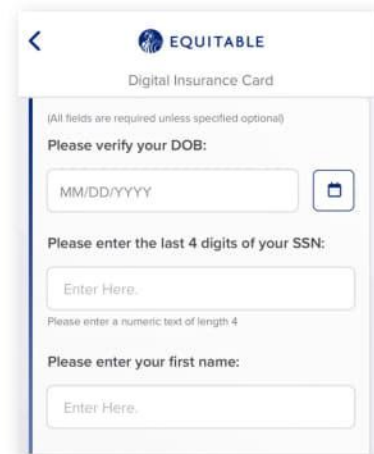 EQUITABLE
Digital Insurance Card
(All fields are required unless specified optional)
Please verify your DOB:
MM/DD/YYYY
Please enter the last 4 digits of your SSN:
Enter Here.
Please enter a numeric text of length 4
Please enter your first name:
Enter Here.